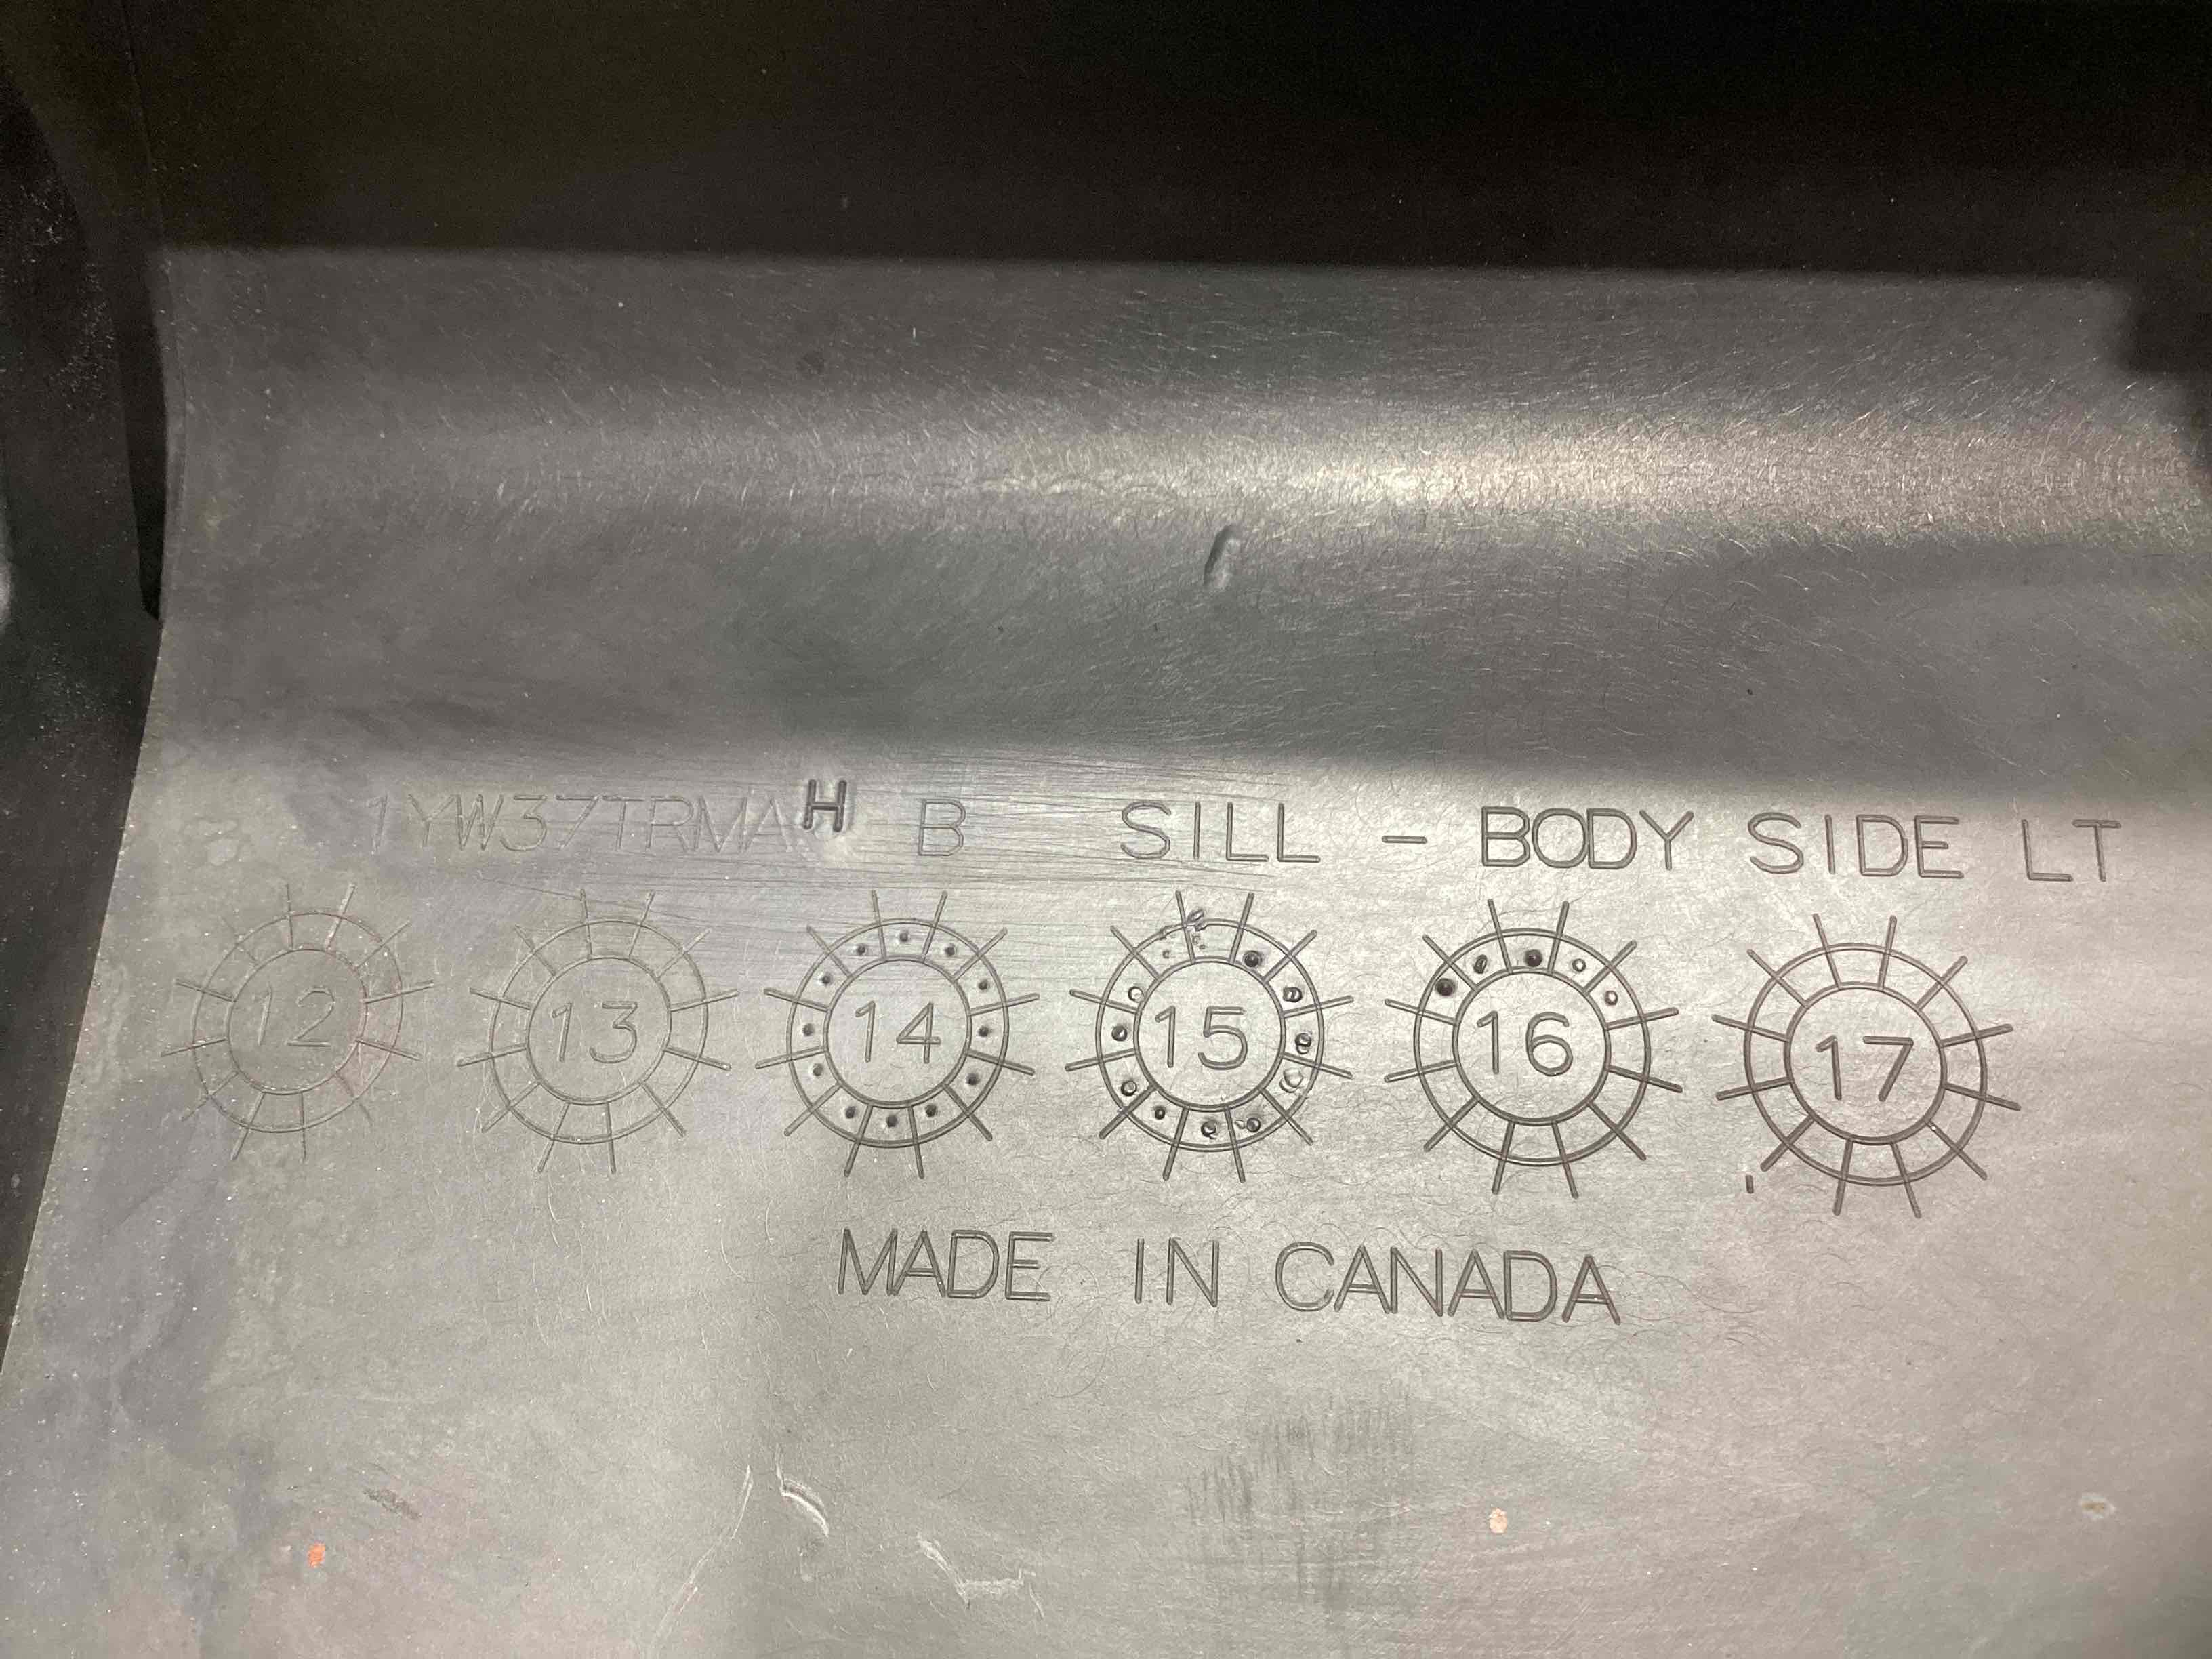 1YW37TRMAH B SILL - BODY SIDE LT
12 13 14 15 16 17
MADE IN CANADA